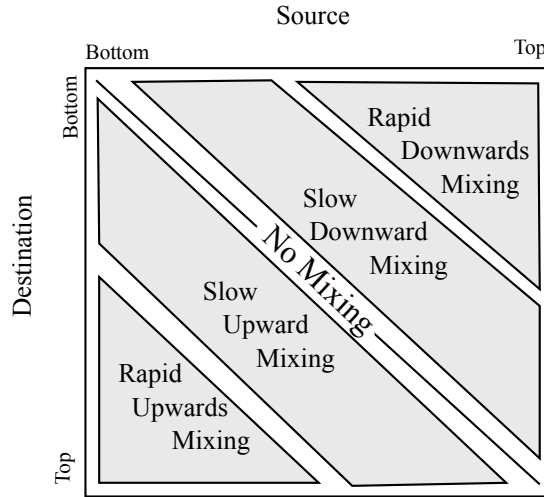 Source
Bottom
Top
Bottom
Destination
Top
Rapid
Downwards
Mixing
Slow
Downward
Mixing
No Mixing
Slow
Upward
Mixing
Rapid
Upwards
Mixing